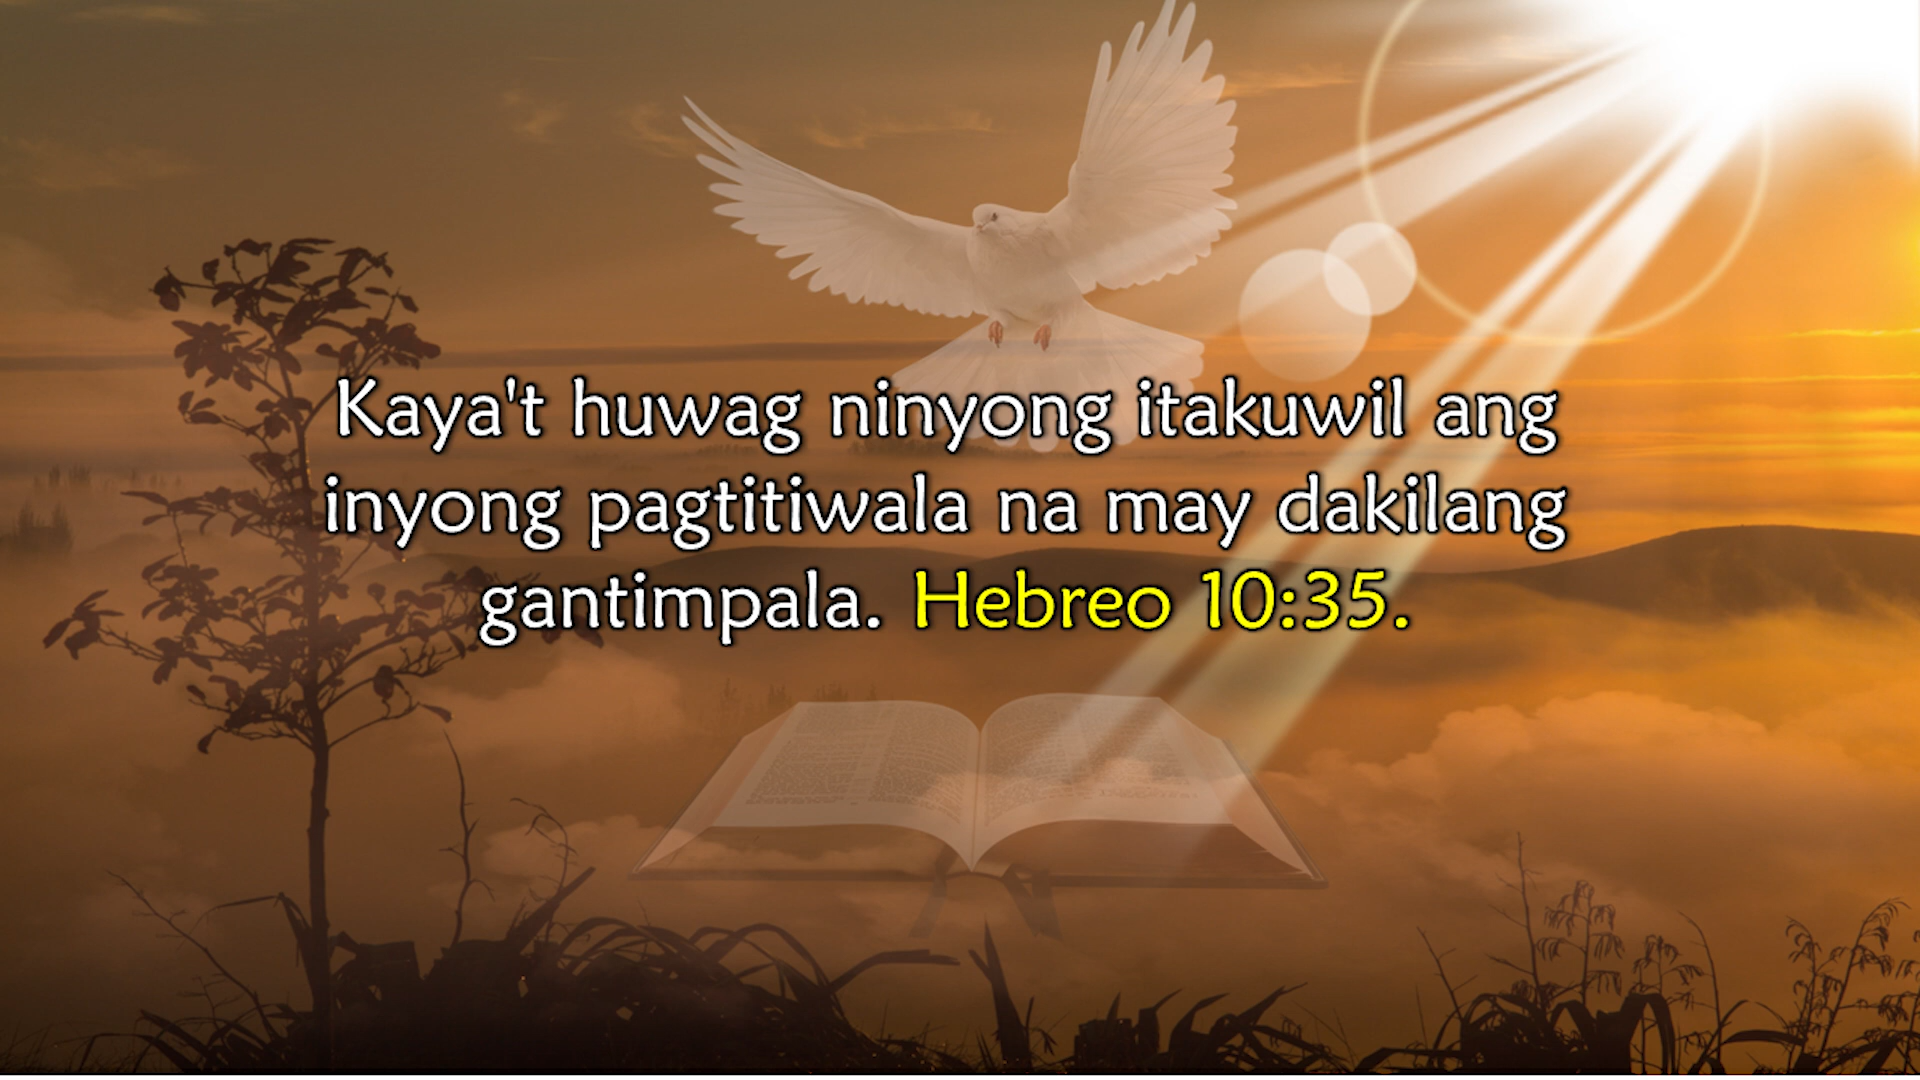 Kaya't huwag ninyong itakuwil ang
inyong pagtitiwala na may dakilang
gantimpala. Hebreo 10:35.